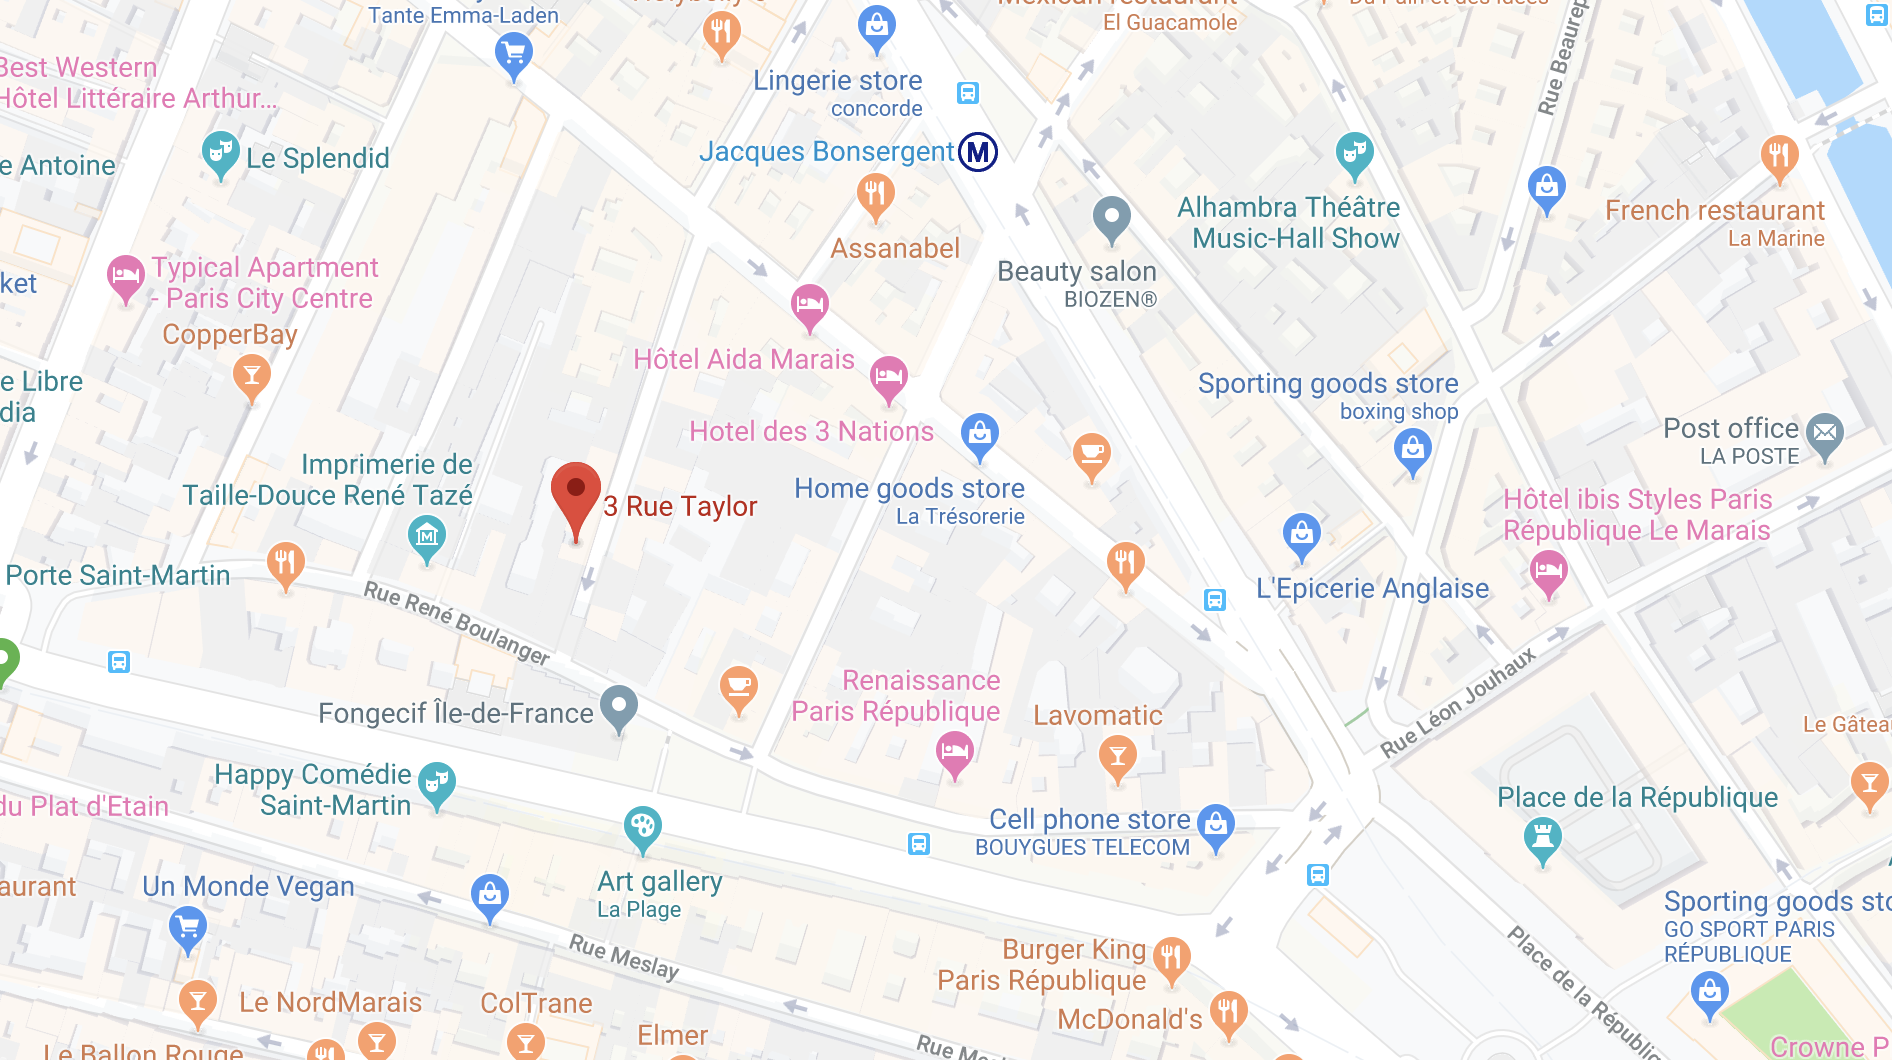 Tante Emma-Laden
El Guacamole
Best Western
Hôtel Littéraire Arthur...
Lingerie store
concorde
Rue Beaurep
Le Splendid
e Antoine
Jacques Bonsergent
M
Alhambra Théâtre
Music-Hall Show
French restaurant
La Marine
Assanabel
Beauty salon
BIOZEN®
ket
Typical Apartment
- Paris City Centre
CopperBay
Hôtel Aida Marais
e Libre
dia
Sporting goods store
boxing shop
Hotel des 3 Nations
Post office
LA POSTE
Imprimerie de
Taille-Douce René Tazé
Home goods store
La Trésorerie
3 Rue Taylor
Hôtel ibis Styles Paris
République Le Marais
Porte Saint-Martin
L'Epicerie Anglaise
Rue René Boulanger
Renaissance
Paris République
Rue Léon Jouhaux
Fongecif Île-de-France
Lavomatic
Le Gâtea
Happy Comédie
Saint-Martin
du Plat d'Etain
Place de la République
Cell phone store
BOUYGUES TELECOM
Art gallery
La Plage
aurant
Un Monde Vegan
Sporting goods sto
GO SPORT PARIS
RÉPUBLIQUE
Rue Meslay
Burger King
Paris République
Place de la Républiq
Le NordMarais
ColTrane
McDonald's
Elmer
Rue Mes
Le Ballon Rouge
Crowne P